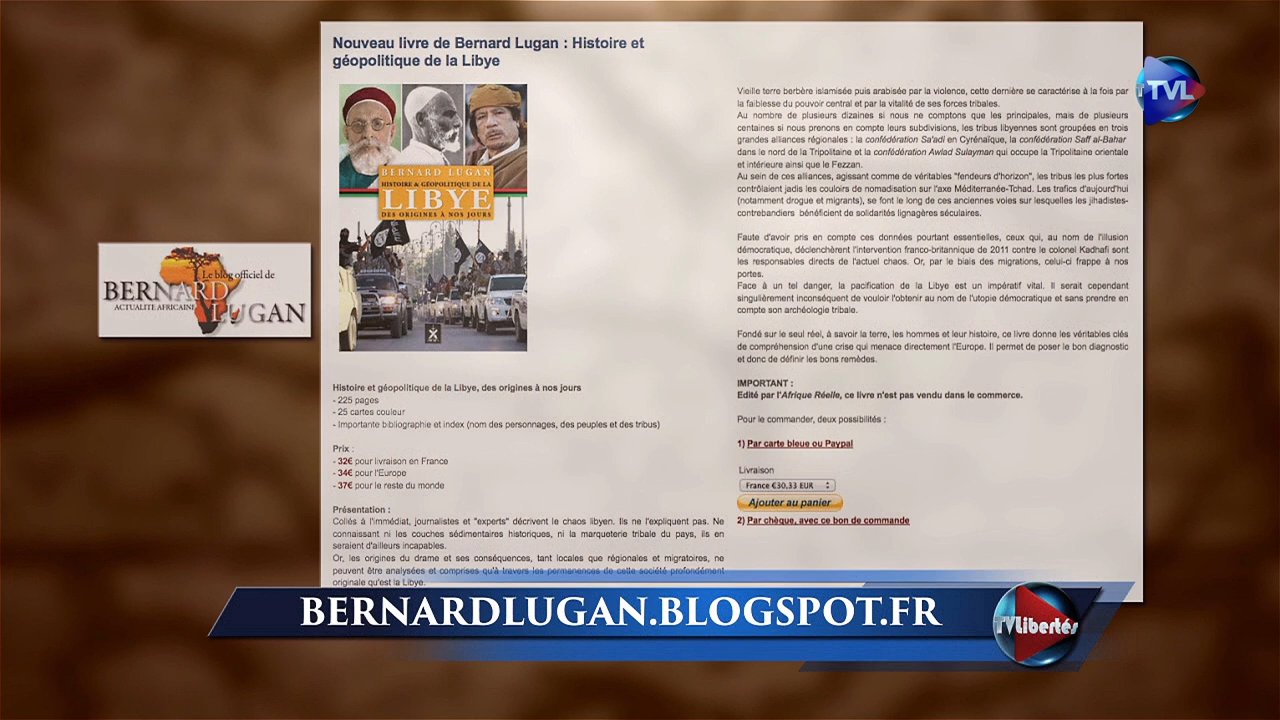 Nouveau livre de Bernard Lugan : Histoire et
géopolitique de la Libye
BERNARD LUGAN
HISTOIRE & GÉOPOLITIQUE DE LA
LIBYE
DES ORIGINES À NOS JOURS
Le blog officiel de
BERNARD
ACTUALITÉ AFRICAINE
LUGAN
Histoire et géopolitique de la Libye, des origines à nos jours
- 225 pages
- 25 cartes couleur
- Importante bibliographie et index (nom des personnages, des peuples et des tribus)
Prix :
- 32€ pour livraison en France
- 34€ pour l'Europe
- 37€ pour le reste du monde
Présentation :
Collés à l'immédiat, journalistes et "experts" décrivent le chaos libyen. Ils ne l'expliquent pas. Ne
connaissant ni les couches sédimentaires historiques, ni la marqueterie tribale du pays, ils en
seraient d'ailleurs incapables.
Or, les origines du drame et ses conséquences, tant locales que régionales et migratoires, ne
peuvent être analysées et comprises qu'à travers les permanences de cette société profondément
originale qu'est la Libye.
Vieille terre berbère islamisée puis arabisée par la violence, cette dernière se caractérise à la fois par
la faiblesse du pouvoir central et par la vitalité de ses forces tribales.
Au nombre de plusieurs dizaines si nous ne comptons que les principales, mais de plusieurs
centaines si nous prenons en compte leurs subdivisions, les tribus libyennes sont groupées en trois
grandes alliances régionales : la confédération Sa'adi en Cyrénaïque, la confédération Saff al-Bahar
dans le nord de la Tripolitaine et la confédération Awlad Sulayman qui occupe la Tripolitaine orientale
et intérieure ainsi que le Fezzan.
Au sein de ces alliances, agissant comme de véritables "fendeurs d'horizon", les tribus les plus fortes
contrôlaient jadis les couloirs de nomadisation sur l'axe Méditerranée-Tchad. Les trafics d'aujourd'hui
(notamment drogue et migrants), se font le long de ces anciennes voies sur lesquelles les jihadistes-
contrebandiers bénéficient de solidarités lignagères séculaires.
Faute d'avoir pris en compte ces données pourtant essentielles, ceux qui, au nom de l'illusion
démocratique, déclenchèrent l'intervention franco-britannique de 2011 contre le colonel Kadhafi sont
les responsables directs de l'actuel chaos. Or, par le biais des migrations, celui-ci frappe à nos
portes.
Face à un tel danger, la pacification de la Libye est un impératif vital. Il serait cependant
singulièrement inconséquent de vouloir l'obtenir au nom de l'utopie démocratique et sans prendre en
compte son archéologie tribale.
Fondé sur le seul réel, à savoir la terre, les hommes et leur histoire, ce livre donne les véritables clés
de compréhension d'une crise qui menace directement l'Europe. Il permet de poser le bon diagnostic
et donc de définir les bons remèdes.
IMPORTANT :
Edité par l'Afrique Réelle, ce livre n'est pas vendu dans le commerce.
Pour le commander, deux possibilités :
1) Par carte bleue ou Paypal
Livraison
France €30,33 EUR
Ajouter au panier
2) Par chèque, avec ce bon de commande
TVL
BERNARDLUGAN.BLOGSPOT.FR
TVLibertés